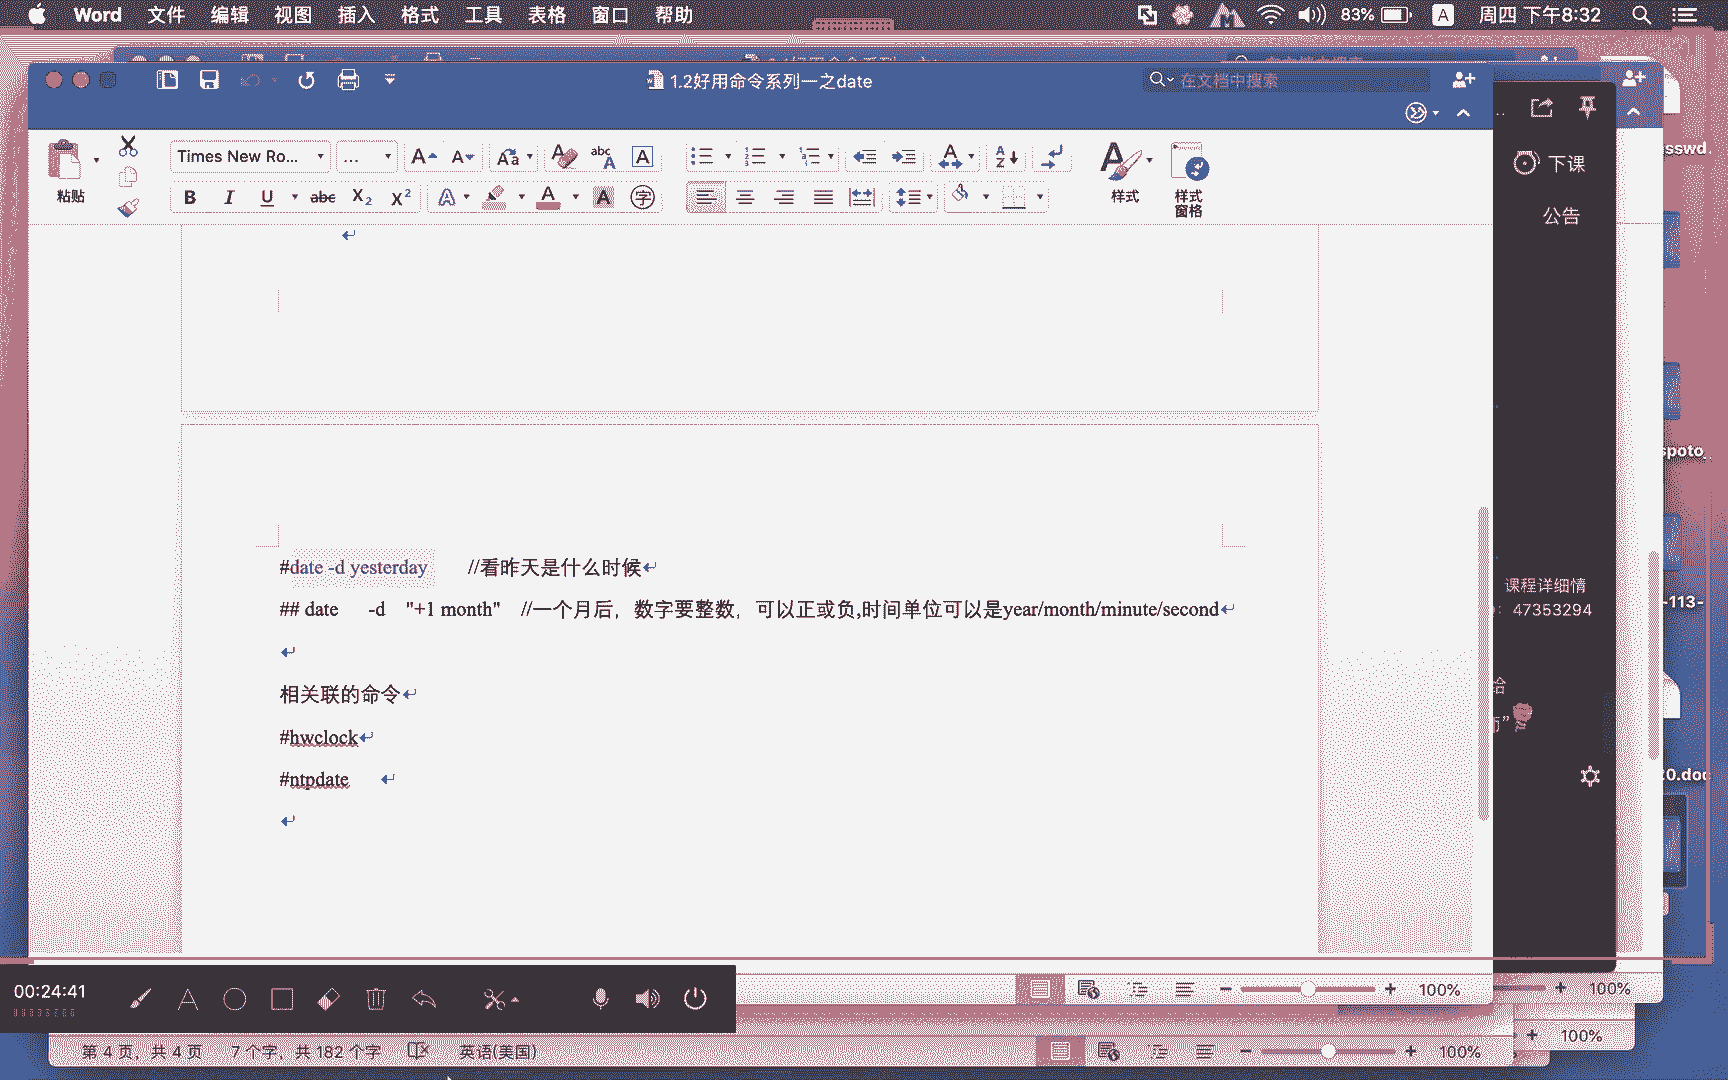 Word 文件 编辑 视图 插入 格式 工具 表格 窗口 帮助 83% A 周四 下午8:32
1.2好用命令系列一之date 在文档中搜索
粘贴 Times New Ro... ... 样式 样式窗格
下课
公告
#date -d yesterday //看昨天是什么时候
## date -d "+1 month" //一个月后，数字要整数，可以正或负,时间单位可以是year/month/minute/second
相关联的命令
#hwclock
#ntpdate
课程详细情
47353294
sswd.
spoto
-113-
20.doc
00:24:41
100% 100%
100%
第 4 页，共 4 页 7 个字，共 182 个字 英语(美国) 100%